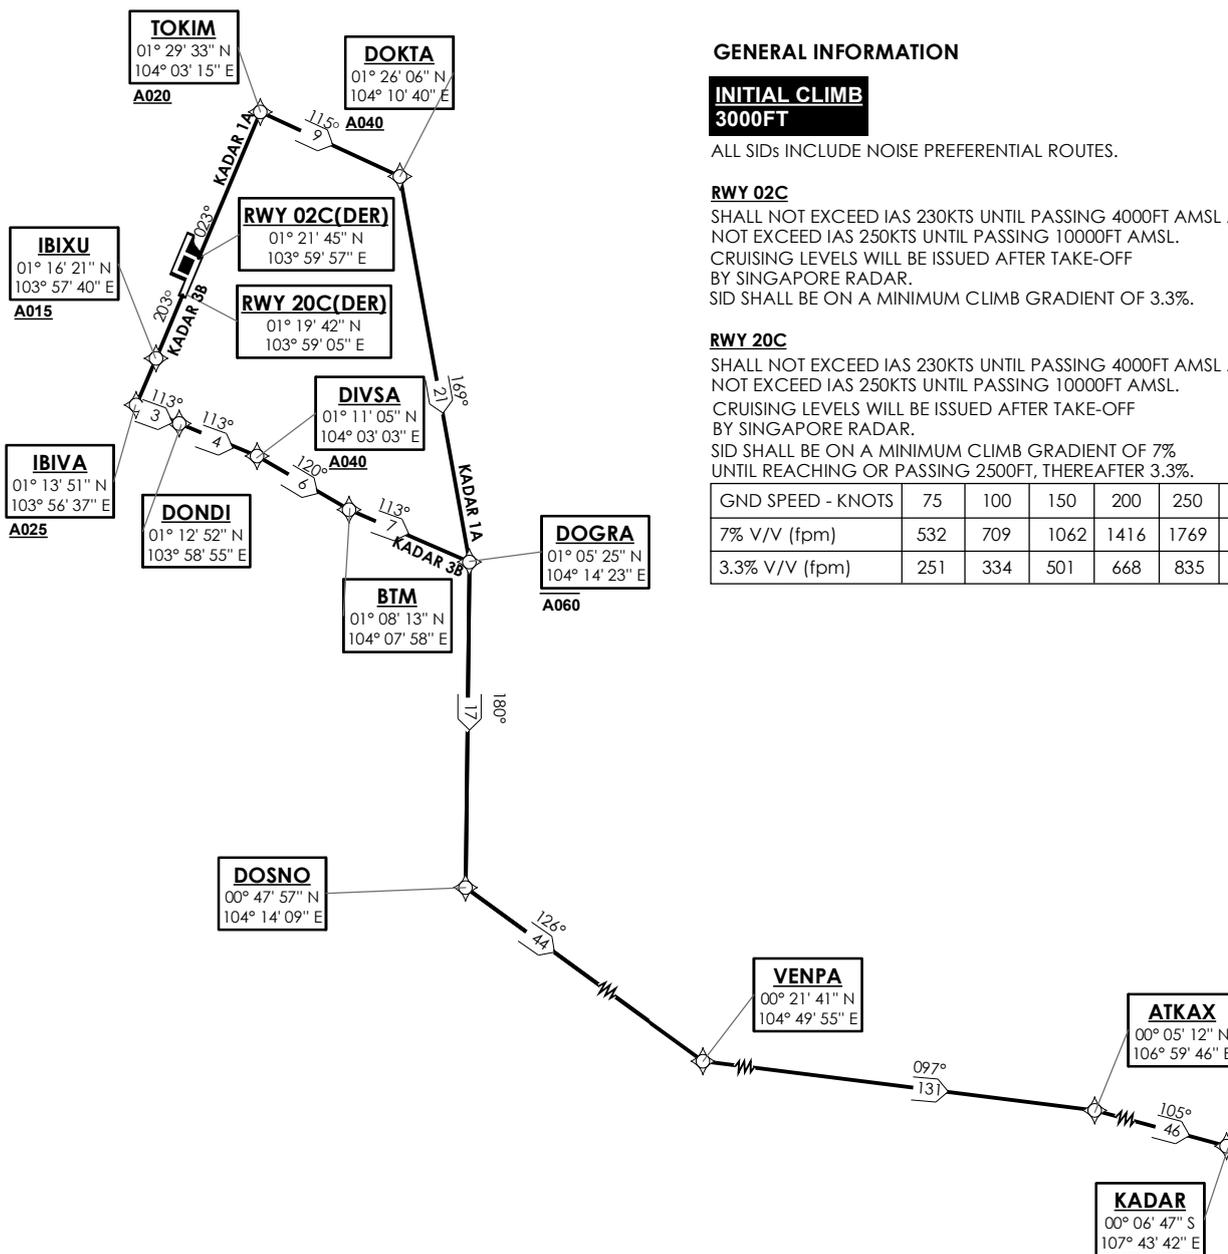 TOKIM
01° 29' 33" N
104° 03' 15" E
A020
DOKTA
01° 26' 06" N
104° 10' 40" E
A040
115°
9
KADAR 1A
023°
RWY 02C(DER)
01° 21' 45" N
103° 59' 57" E
IBIXU
01° 16' 21" N
103° 57' 40" E
A015
203°
KADAR 3B
RWY 20C(DER)
01° 19' 42" N
103° 59' 05" E
DIVSA
01° 11' 05" N
104° 03' 03" E
A040
169°
21
KADAR 1A
113°
3
113°
4
120°
6
113°
7
KADAR 3B
IBIVA
01° 13' 51" N
103° 56' 37" E
A025
DONDI
01° 12' 52" N
103° 58' 55" E
BTM
01° 08' 13" N
104° 07' 58" E
DOGRA
01° 05' 25" N
104° 14' 23" E
A060
180°
17
DOSNO
00° 47' 57" N
104° 14' 09" E
126°
44
VENPA
00° 21' 41" N
104° 49' 55" E
097°
131
ATKAX
00° 05' 12" N
106° 59' 46" E
105°
46
KADAR
00° 06' 47" S
107° 43' 42" E
GENERAL INFORMATION
INITIAL CLIMB
3000FT
ALL SIDs INCLUDE NOISE PREFERENTIAL ROUTES.
RWY 02C
SHALL NOT EXCEED IAS 230KTS UNTIL PASSING 4000FT AMSL
NOT EXCEED IAS 250KTS UNTIL PASSING 10000FT AMSL.
CRUISING LEVELS WILL BE ISSUED AFTER TAKE-OFF
BY SINGAPORE RADAR.
SID SHALL BE ON A MINIMUM CLIMB GRADIENT OF 3.3%.
RWY 20C
SHALL NOT EXCEED IAS 230KTS UNTIL PASSING 4000FT AMSL
NOT EXCEED IAS 250KTS UNTIL PASSING 10000FT AMSL.
CRUISING LEVELS WILL BE ISSUED AFTER TAKE-OFF
BY SINGAPORE RADAR.
SID SHALL BE ON A MINIMUM CLIMB GRADIENT OF 7%
UNTIL REACHING OR PASSING 2500FT, THEREAFTER 3.3%.
GND SPEED - KNOTS 75 100 150 200 250
7% V/V (fpm) 532 709 1062 1416 1769
3.3% V/V (fpm) 251 334 501 668 835